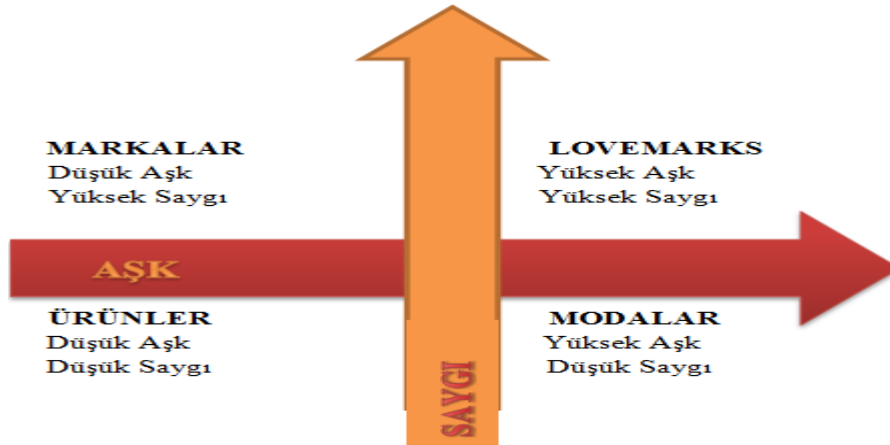 MARKALAR
Düşük Aşk
Yüksek Saygı
LOVEMARKS
Yüksek Aşk
Yüksek Saygı
AŞK
ÜRÜNLER
Düşük Aşk
Düşük Saygı
MODALAR
Yüksek Aşk
Düşük Saygı
SAYGI